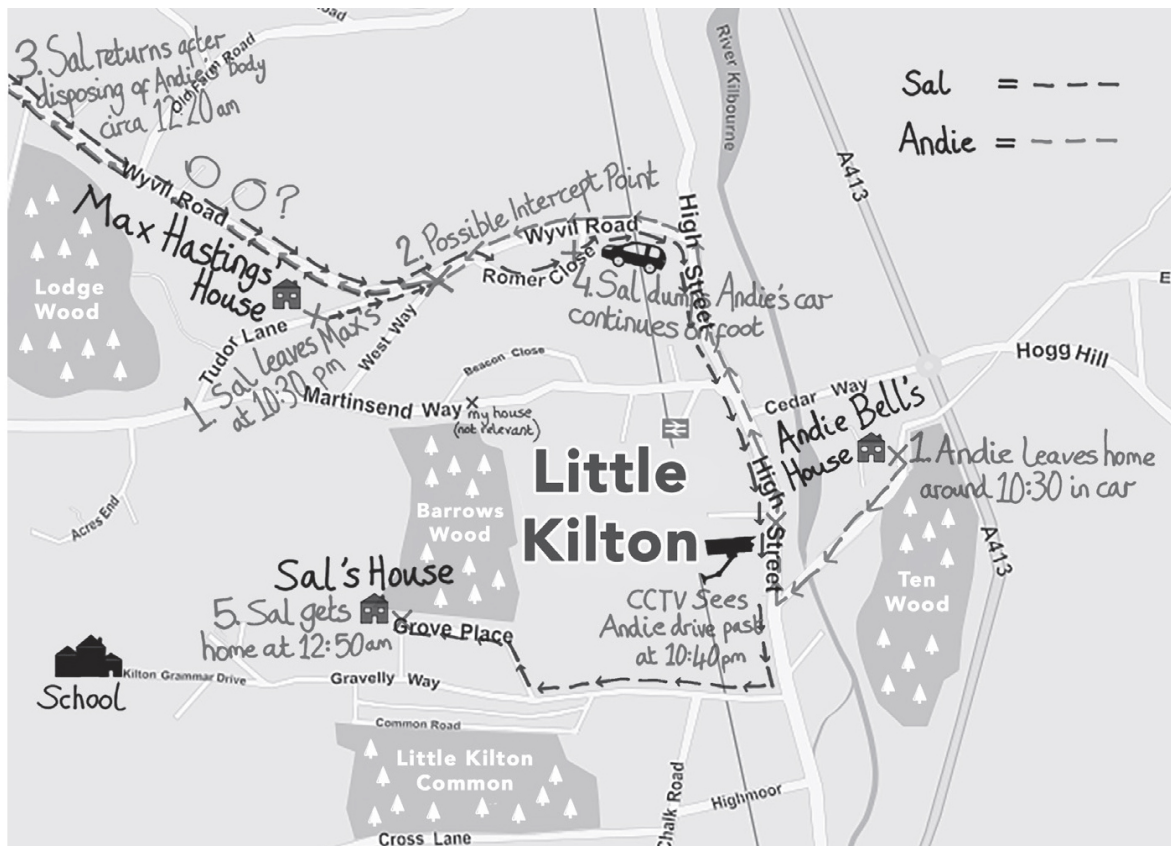 Road
3. Sal returns after
disposing of Andie's body
circa 12:20am
Old Farm Road
River Kilbourne
Sal = - - - -
Andie = - - - -
A413
Wyvil Road
?
Max Hastings'
House
Lodge
Wood
2. Possible Intercept Point
Wyvil Road
Romer Close
High Street
4. Sal dumps Andie's car
continues on foot
Tudor Lane
1. Sal leaves Max's
at 10:30 pm
West Way
Beacon Close
Martinsend Way
my house
(not relevant)
Cedar Way
Hogg Hill
E
Andie Bell's
House
1. Andie leaves home
around 10:30 in car
Little
Kilton
High Street
Acres End
Barrows
Wood
Ten
Wood
A413
Sal's House
5. Sal gets
home at 12:50am
Grove Place
CCTV Sees
Andie drive past
at 10:40pm
School
Kilton Grammar Drive
Gravelly Way
Common Road
Little Kilton
Common
Chalk Road
Highmoor
Cross Lane